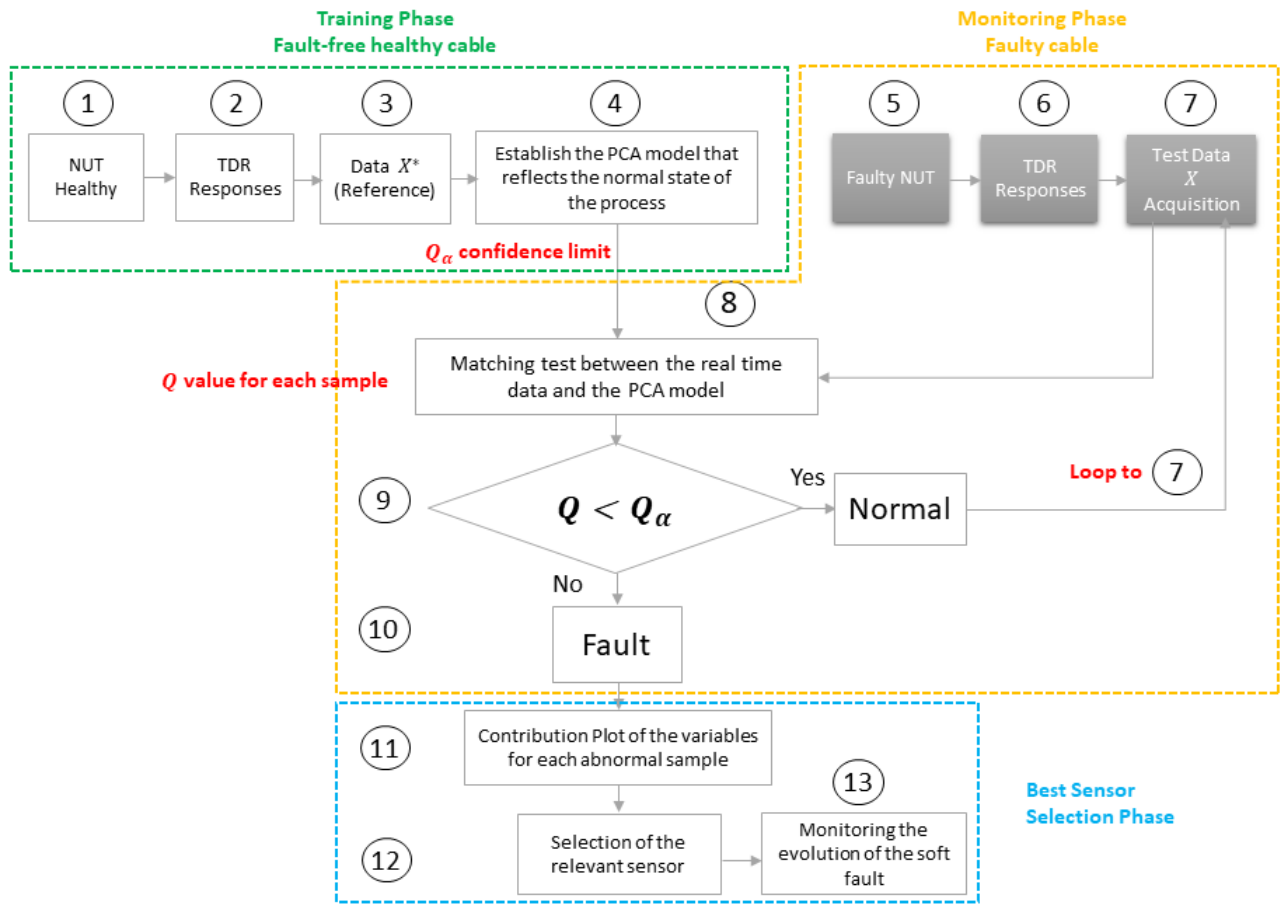 Training Phase
Fault-free healthy cable
Monitoring Phase
Faulty cable
1
2
3
4
5
6
7
NUT
Healthy
TDR
Responses
Data X*
(Reference)
Establish the PCA model that
reflects the normal state of
the process
Faulty NUT
TDR
Responses
Test Data
X
Acquisition
Qα confidence limit
8
Matching test between the real time
data and the PCA model
Q value for each sample
9
Q < Qα
Yes
Normal
Loop to 7
No
10
Fault
11
Contribution Plot of the variables
for each abnormal sample
13
Best Sensor
Selection Phase
12
Selection of the
relevant sensor
Monitoring the
evolution of the soft
fault